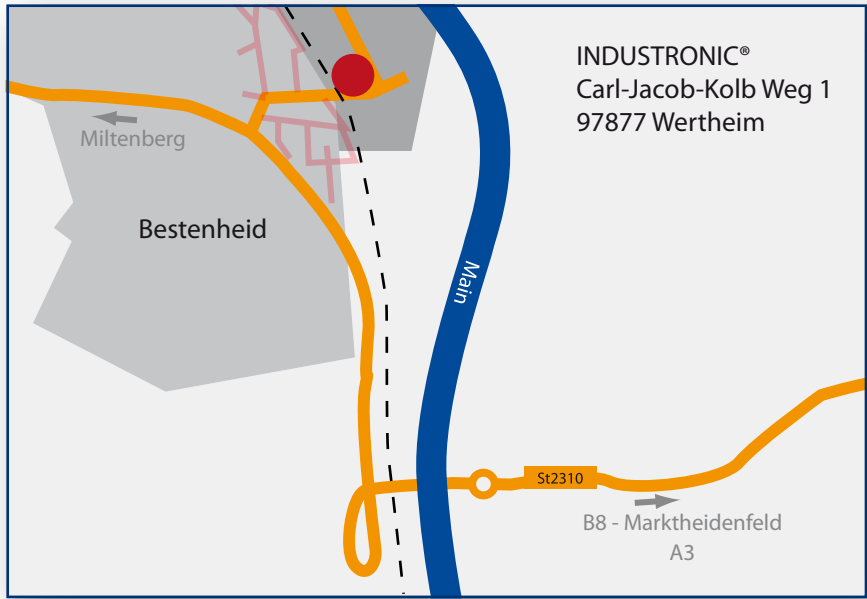 INDUSTRONIC®
Carl-Jacob-Kolb Weg 1
97877 Wertheim
Miltenberg
Bestenheid
Main
St2310
B8 - Marktheidenfeld
A3